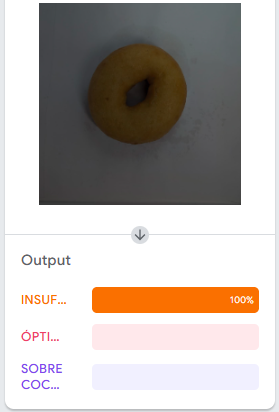 Output
INSUF...
100%
ÓPTI...
SOBRE
COC...